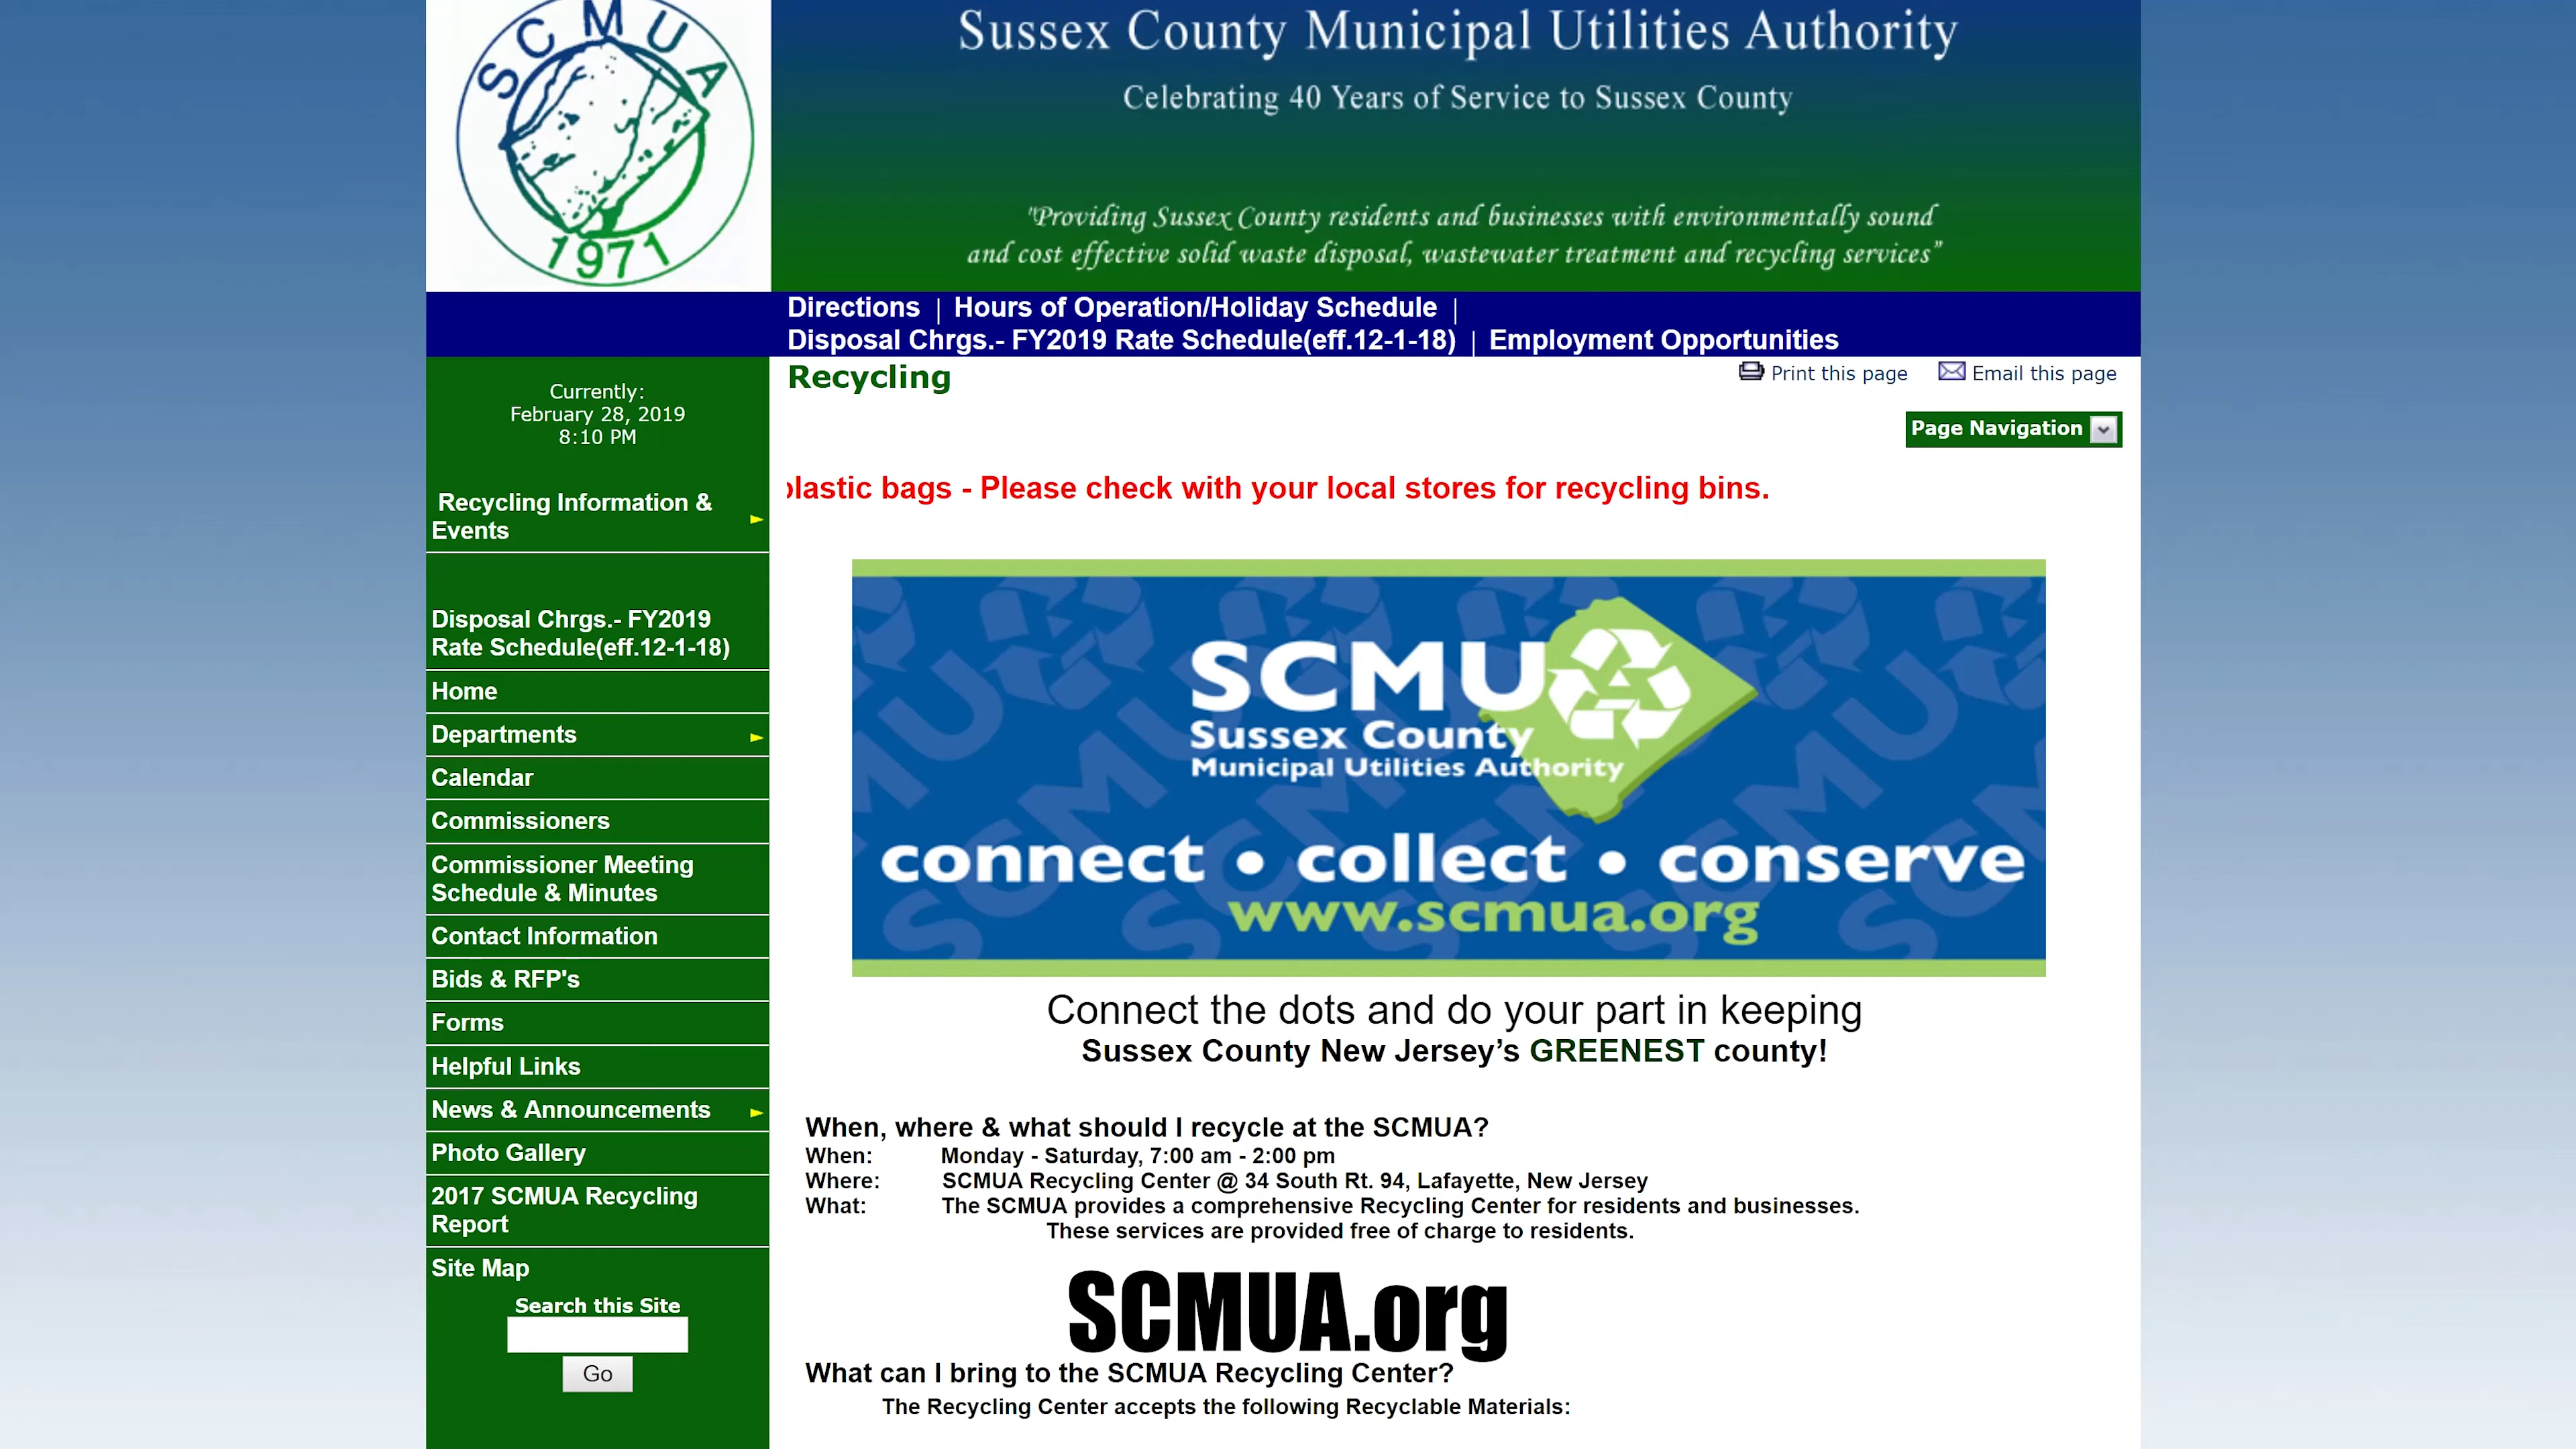 SCMUA
1971
Sussex County Municipal Utilities Authority
Celebrating 40 Years of Service to Sussex County
"Providing Sussex County residents and businesses with environmentally sound
and cost effective solid waste disposal, wastewater treatment and recycling services"
Directions | Hours of Operation/Holiday Schedule |
Disposal Chrgs.- FY2019 Rate Schedule(eff.12-1-18) | Employment Opportunities
Currently:
February 28, 2019
8:10 PM
Recycling Information &
Events
Disposal Chrgs.- FY2019
Rate Schedule(eff.12-1-18)
Home
Departments
Calendar
Commissioners
Commissioner Meeting
Schedule & Minutes
Contact Information
Bids & RFP's
Forms
Helpful Links
News & Announcements
Photo Gallery
2017 SCMUA Recycling
Report
Site Map
Search this Site
Go
Recycling
Print this page
Email this page
Page Navigation
plastic bags - Please check with your local stores for recycling bins.
SCMU
Sussex County
Municipal Utilities Authority
connect • collect • conserve
www.scmua.org
Connect the dots and do your part in keeping
Sussex County New Jersey's GREENEST county!
When, where & what should I recycle at the SCMUA?
When: Monday - Saturday, 7:00 am - 2:00 pm
Where: SCMUA Recycling Center @ 34 South Rt. 94, Lafayette, New Jersey
What: The SCMUA provides a comprehensive Recycling Center for residents and businesses.
These services are provided free of charge to residents.
SCMUA.org
What can I bring to the SCMUA Recycling Center?
The Recycling Center accepts the following Recyclable Materials: